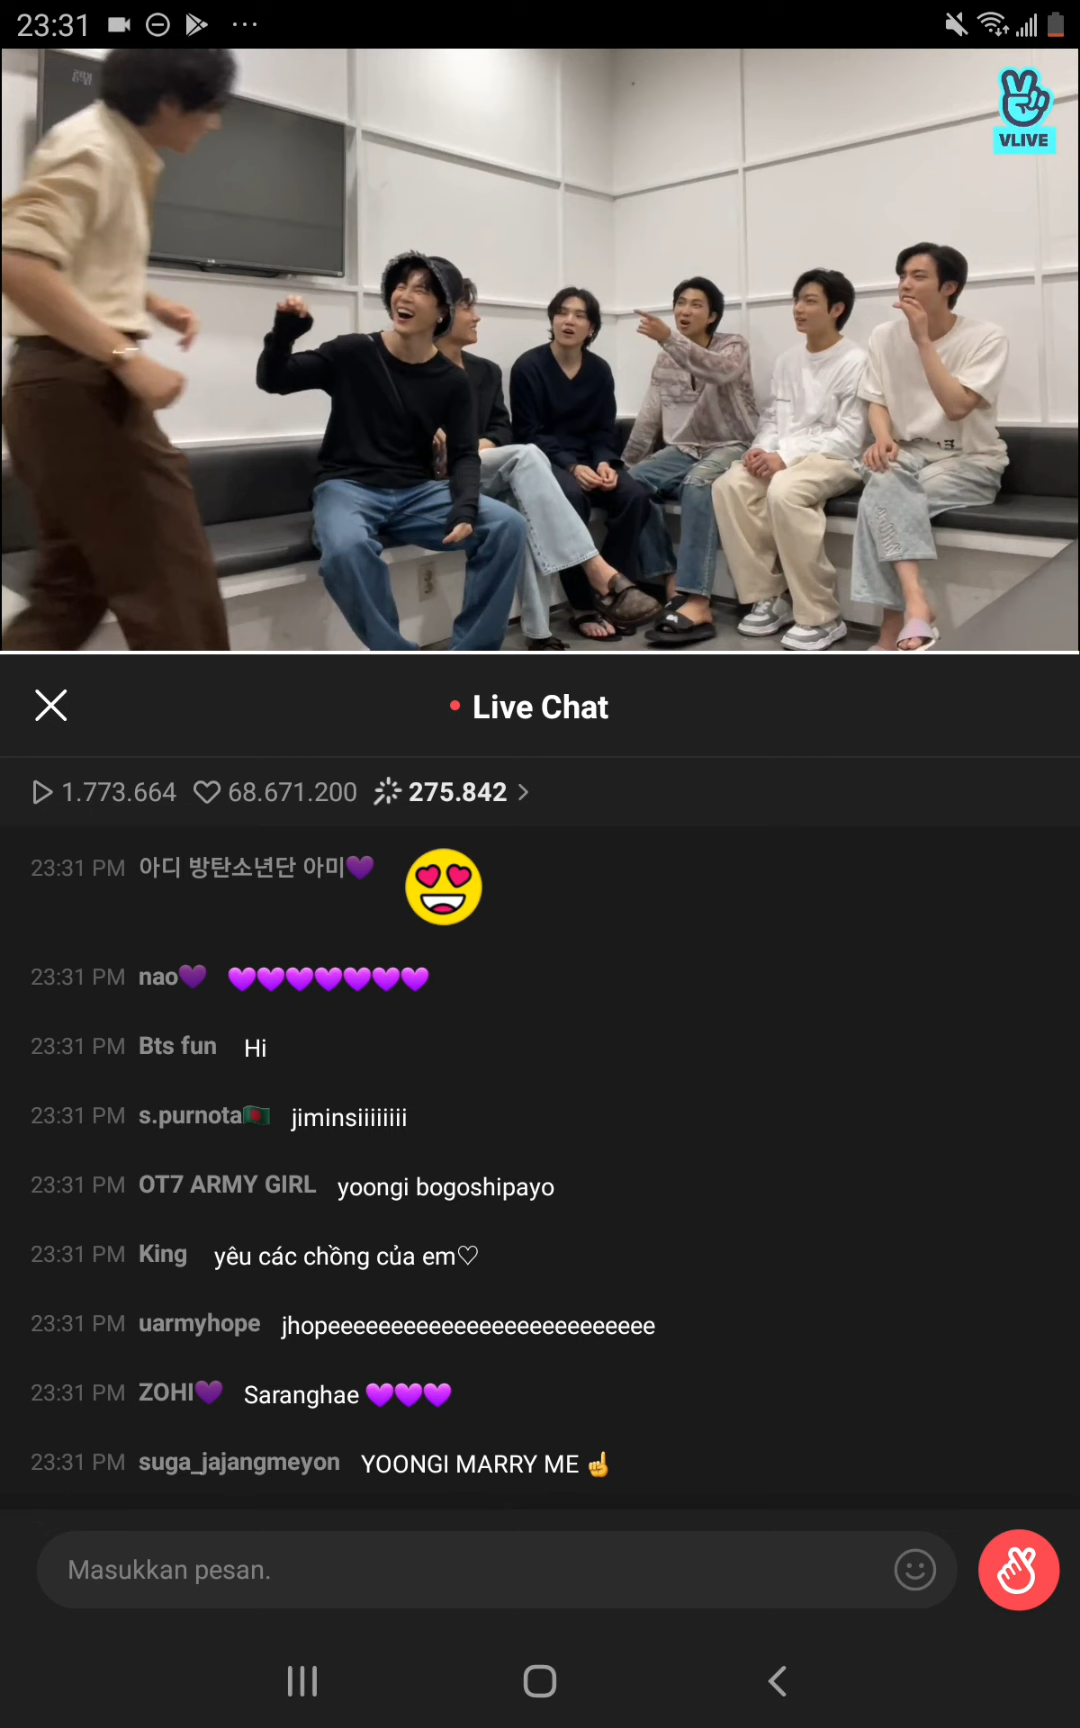 23:31
VLIVE
Live Chat
1.773.664 68.671.200 275.842
23:31 PM 아디 방탄소년단 아미💜 😍
23:31 PM nao💜 💜💜💜💜💜💜💜
23:31 PM Bts fun Hi
23:31 PM s.purnota🇧🇩 jiminsiiiiiiii
23:31 PM OT7 ARMY GIRL yoongi bogoshipayo
23:31 PM King yêu các chồng của em♡
23:31 PM uarmyhope jhopeeeeeeeeeeeeeeeeeeeeeeeeee
23:31 PM ZOHI💜 Saranghae 💜💜💜
23:31 PM suga_jajangmeyon YOONGI MARRY ME ☝️
Masukkan pesan.